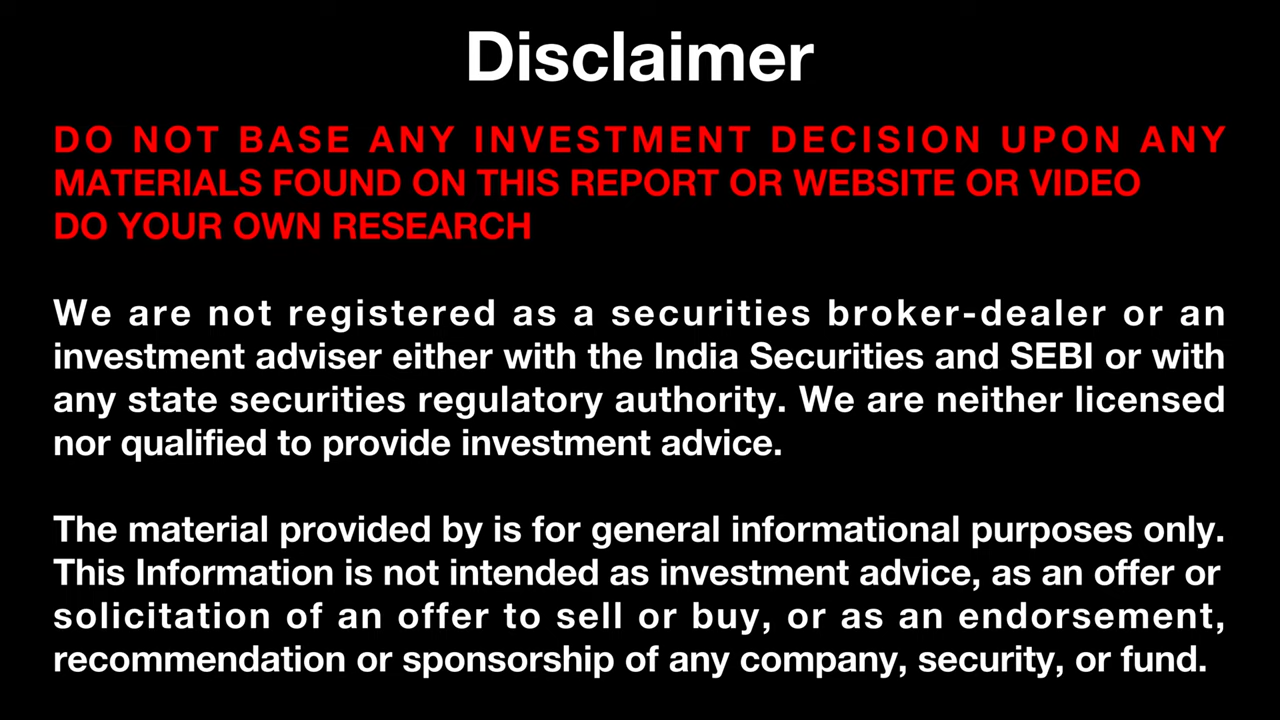 Disclaimer
DO NOT BASE ANY INVESTMENT DECISION UPON ANY
MATERIALS FOUND ON THIS REPORT OR WEBSITE OR VIDEO
DO YOUR OWN RESEARCH
We are not registered as a securities broker-dealer or an
investment adviser either with the India Securities and SEBI or with
any state securities regulatory authority. We are neither licensed
nor qualified to provide investment advice.
The material provided by is for general informational purposes only.
This Information is not intended as investment advice, as an offer or
solicitation of an offer to sell or buy, or as an endorsement,
recommendation or sponsorship of any company, security, or fund.